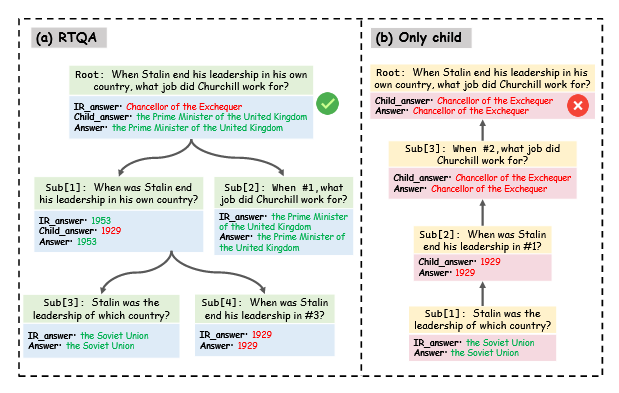 (a) RTQA
Root: When Stalin end his leadership in his own
country, what job did Churchill work for?
IR_answer: Chancellor of the Exchequer
Child_answer: the Prime Minister of the United Kingdom
Answer: the Prime Minister of the United Kingdom
Sub[1]: When was Stalin end
his leadership in his own country?
IR_answer: 1953
Child_answer: 1929
Answer: 1953
Sub[2]: When #1, what
job did Churchill work for?
IR_answer: the Prime Minister
of the United Kingdom
Answer: the Prime Minister of
the United Kingdom
Sub[3]: Stalin was the
leadership of which country?
IR_answer: the Soviet Union
Answer: the Soviet Union
Sub[4]: When was Stalin
end his leadership in #3?
IR_answer: 1929
Answer: 1929
(b) Only child
Root: When Stalin end his leadership in his
own country, what job did Churchill work for?
Child_answer: Chancellor of the Exchequer
Answer: Chancellor of the Exchequer
Sub[3]: When #2, what job did
Churchill work for?
Child_answer: Chancellor of the Exchequer
Answer: Chancellor of the Exchequer
Sub[2]: When was Stalin
end his leadership in #1?
Child_answer: 1929
Answer: 1929
Sub[1]: Stalin was the
leadership of which country?
IR_answer: the Soviet Union
Answer: the Soviet Union